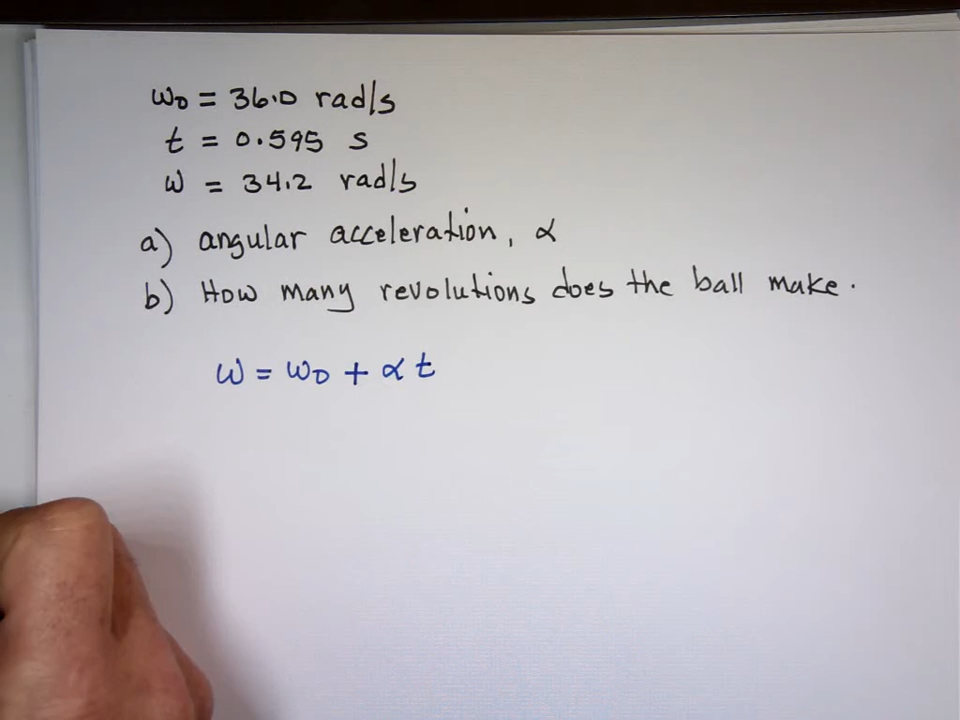 ω₀ = 36.0 rad/s
t = 0.595 s
ω = 34.2 rad/s
a) angular acceleration, α
b) How many revolutions does the ball make.
ω = ω₀ + α t